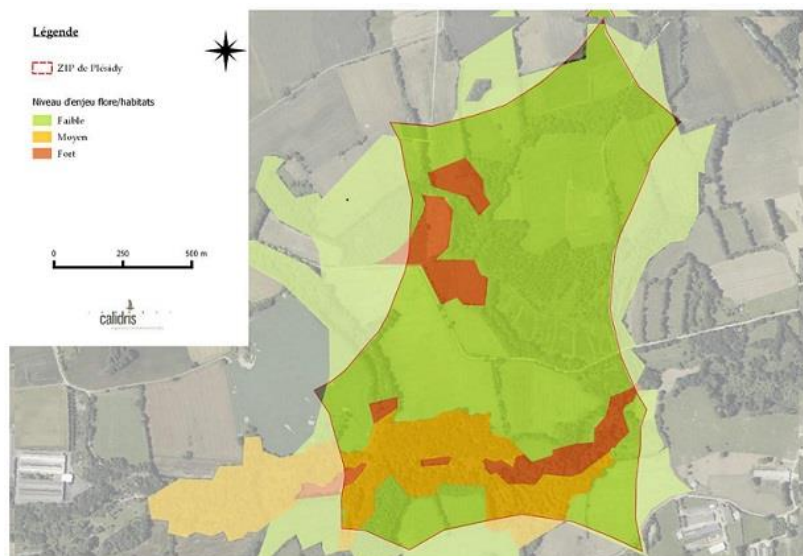 Légende
ZIP de Plésidy
Niveau d'enjeu flore/habitats
Faible
Moyen
Fort
0 250 500 m
calidris